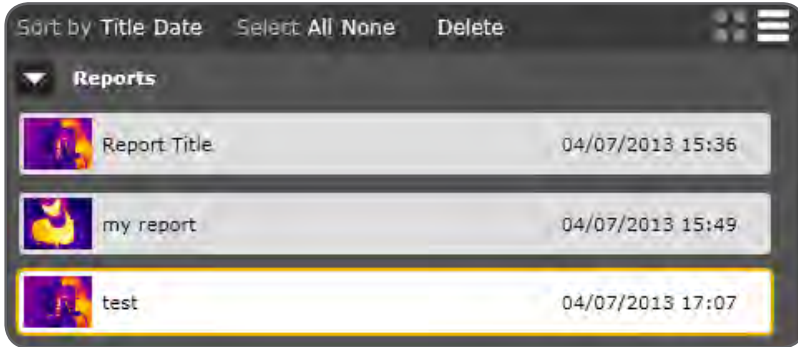 Sort by Title Date Select All None Delete
Reports
Report Title 04/07/2013 15:36
my report 04/07/2013 15:49
test 04/07/2013 17:07